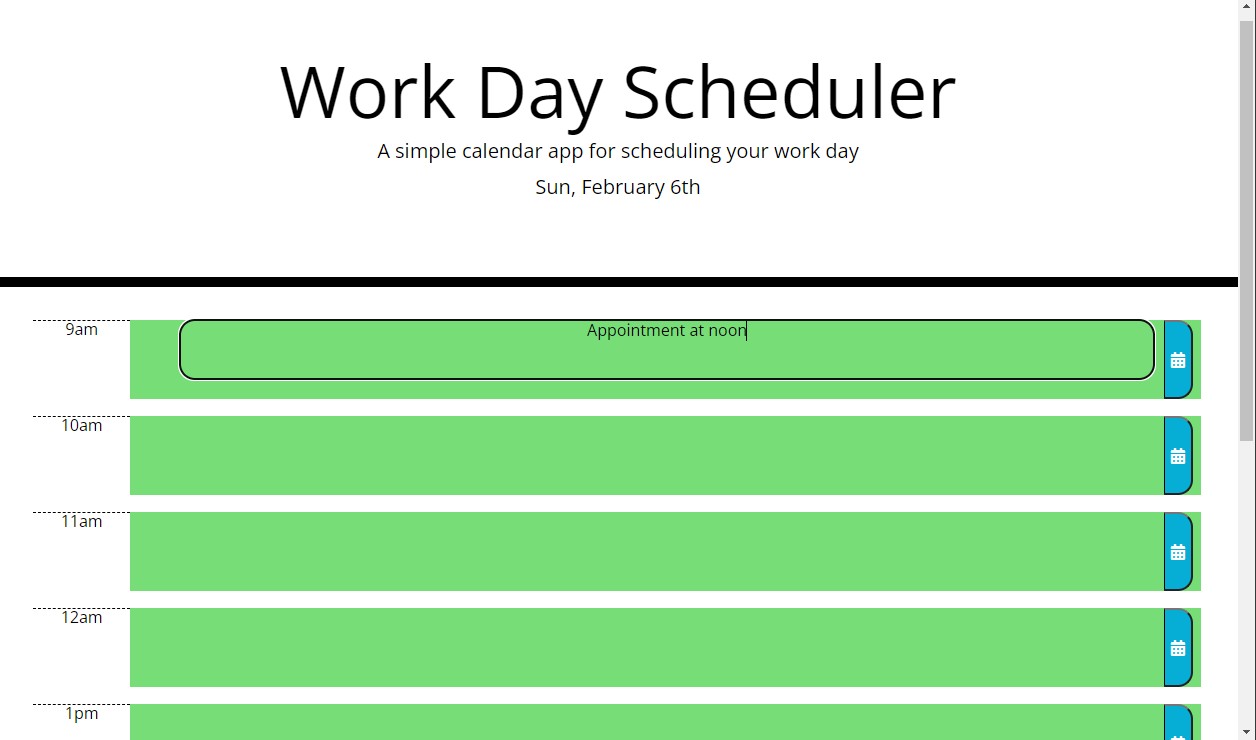 Work Day Scheduler
A simple calendar app for scheduling your work day
Sun, February 6th
9am
Appointment at noon
10am
11am
12am
1pm